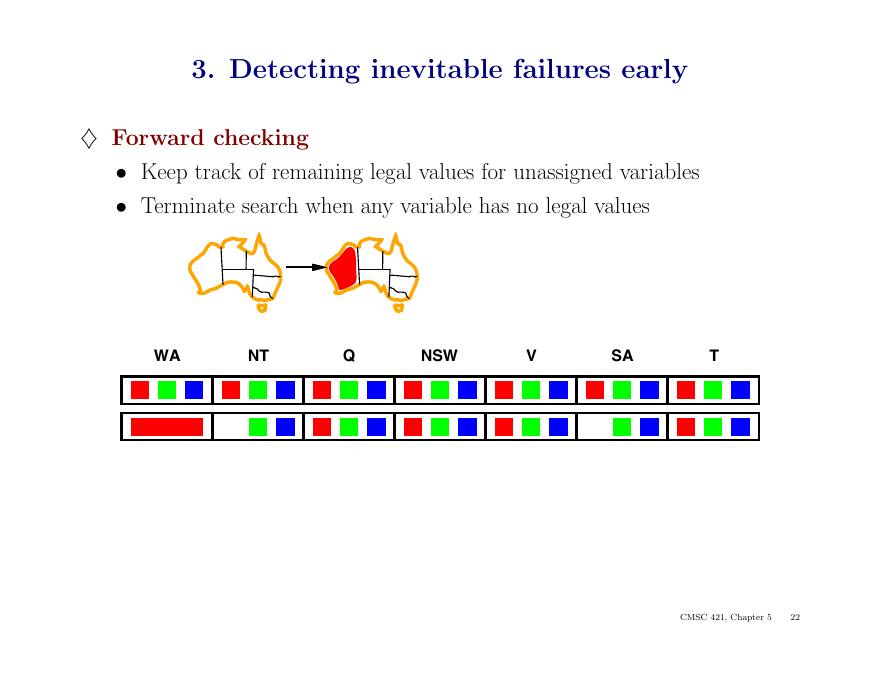 3. Detecting inevitable failures early
♢ Forward checking
• Keep track of remaining legal values for unassigned variables
• Terminate search when any variable has no legal values
WA NT Q NSW V SA T
CMSC 421, Chapter 5 22